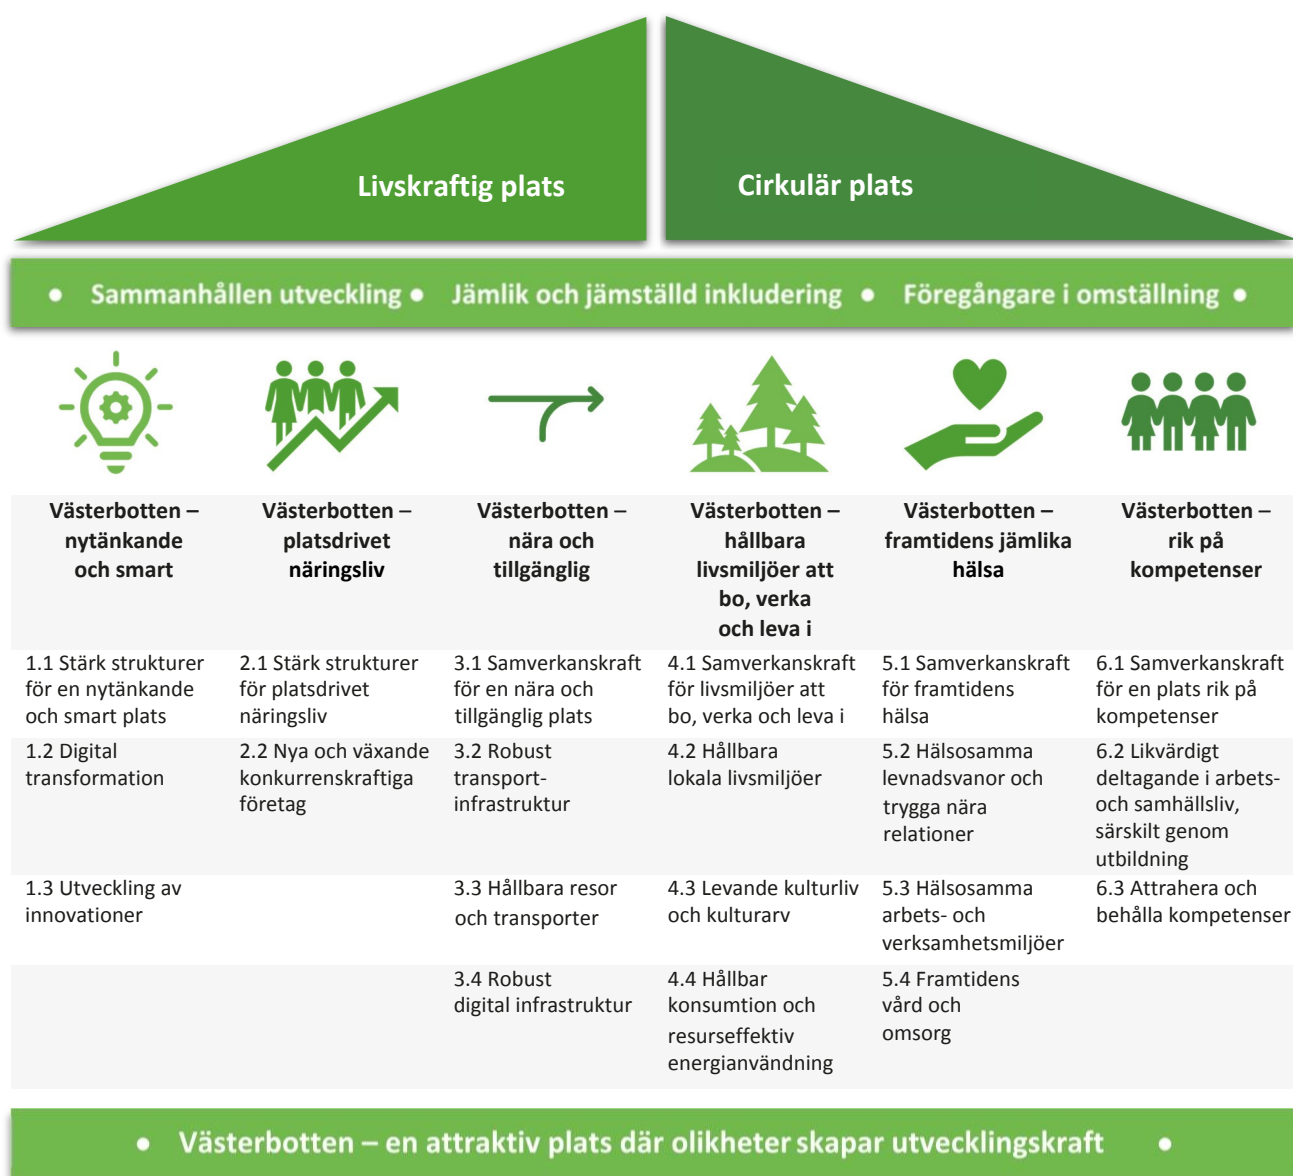 Livskraftig plats
Cirkulär plats
● Sammanhållen utveckling ● Jämlik och jämställd inkludering ● Föregångare i omställning ●
Västerbotten –
nytänkande
och smart
Västerbotten –
platsdrivet
näringsliv
Västerbotten –
nära och
tillgänglig
Västerbotten –
hållbara
livsmiljöer att
bo, verka
och leva i
Västerbotten –
framtidens jämlika
hälsa
Västerbotten –
rik på
kompetenser
1.1 Stärk strukturer
för en nytänkande
och smart plats
2.1 Stärk strukturer
för platsdrivet
näringsliv
3.1 Samverkanskraft
för en nära och
tillgänglig plats
4.1 Samverkanskraft
för livsmiljöer att
bo, verka och leva i
5.1 Samverkanskraft
för framtidens
hälsa
6.1 Samverkanskraft
för en plats rik på
kompetenser
1.2 Digital
transformation
2.2 Nya och växande
konkurrenskraftiga
företag
3.2 Robust
transport-
infrastruktur
4.2 Hållbara
lokala livsmiljöer
5.2 Hälsosamma
levnadsvanor och
trygga nära
relationer
6.2 Likvärdigt
deltagande i arbets-
och samhällsliv,
särskilt genom
utbildning
1.3 Utveckling av
innovationer
3.3 Hållbara resor
och transporter
4.3 Levande kulturliv
och kulturarv
5.3 Hälsosamma
arbets- och
verksamhetsmiljöer
6.3 Attrahera och
behålla kompetenser
3.4 Robust
digital infrastruktur
4.4 Hållbar
konsumtion och
resurseffektiv
energianvändning
5.4 Framtidens
vård och
omsorg
● Västerbotten – en attraktiv plats där olikheter skapar utvecklingskraft ●